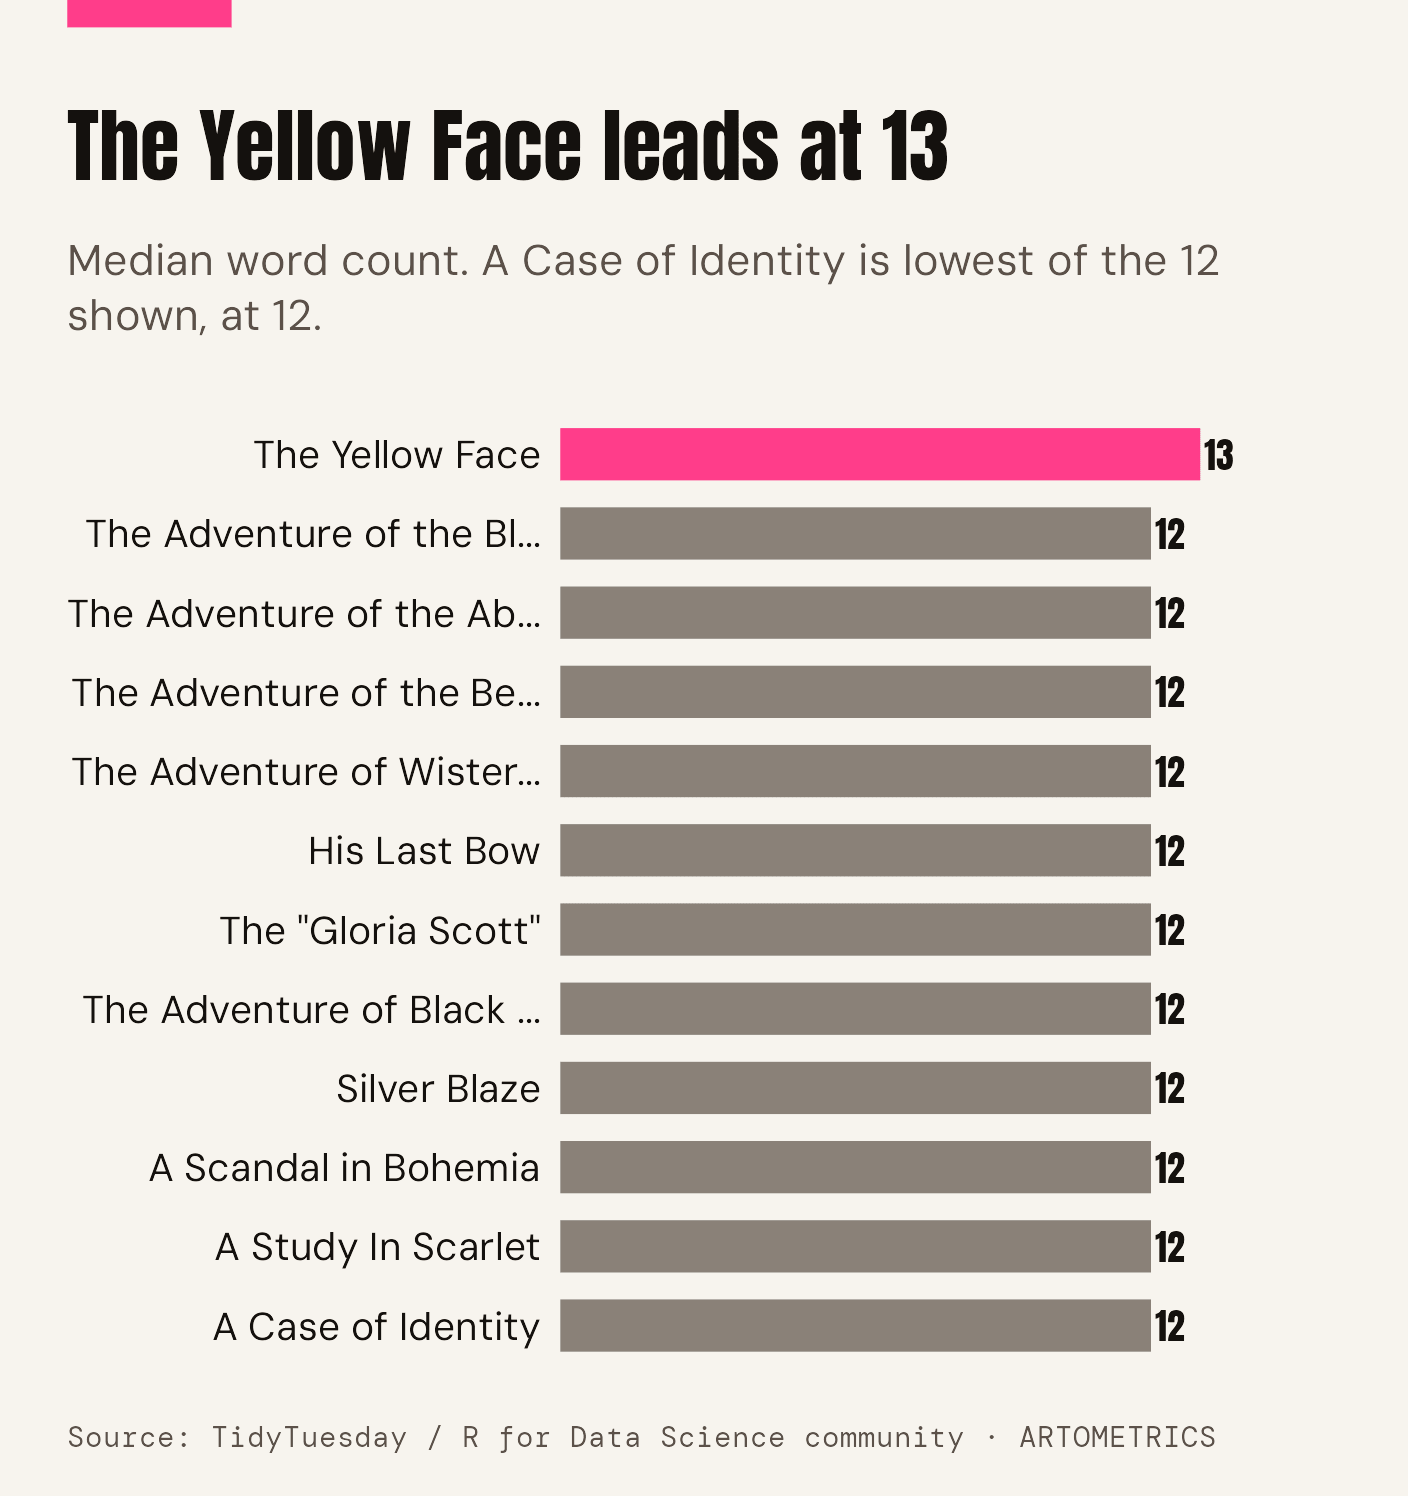 The Yellow Face leads at 13
Median word count. A Case of Identity is lowest of the 12
shown, at 12.
The Yellow Face 13
The Adventure of the Bl... 12
The Adventure of the Ab... 12
The Adventure of the Be... 12
The Adventure of Wister... 12
His Last Bow 12
The "Gloria Scott" 12
The Adventure of Black ... 12
Silver Blaze 12
A Scandal in Bohemia 12
A Study In Scarlet 12
A Case of Identity 12
Source: TidyTuesday / R for Data Science community · ARTOMETRICS